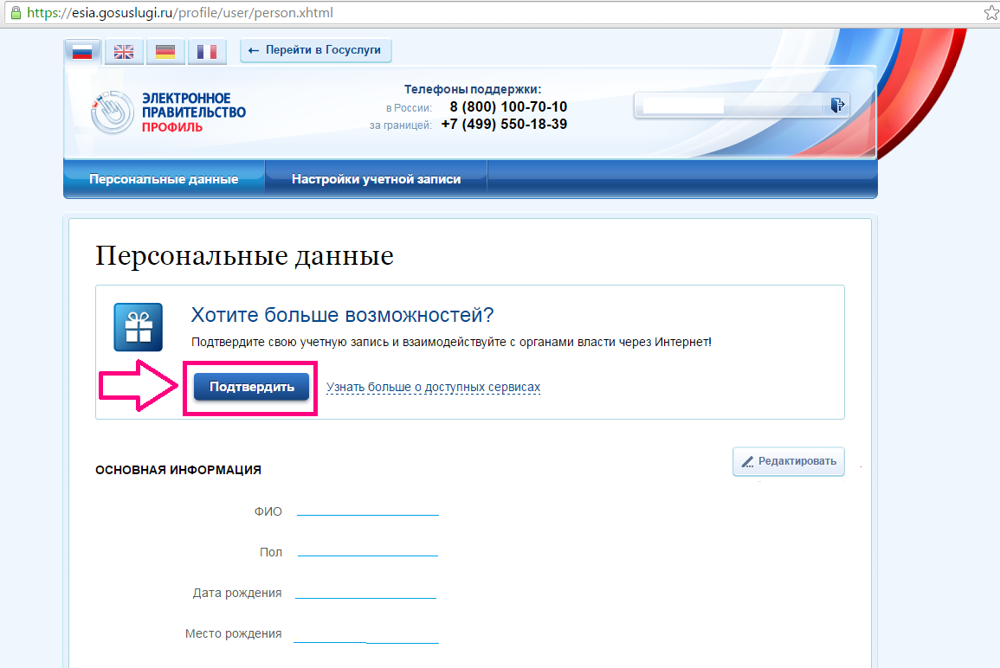 https://esia.gosuslugi.ru/profile/user/person.xhtml
← Перейти в Госуслуги
ЭЛЕКТРОННОЕ
ПРАВИТЕЛЬСТВО
ПРОФИЛЬ
Телефоны поддержки:
в России: 8 (800) 100-70-10
за границей: +7 (499) 550-18-39
Персональные данные Настройки учетной записи
Персональные данные
Хотите больше возможностей?
Подтвердите свою учетную запись и взаимодействуйте с органами власти через Интернет!
Подтвердить Узнать больше о доступных сервисах
ОСНОВНАЯ ИНФОРМАЦИЯ Редактировать
ФИО
Пол
Дата рождения
Место рождения